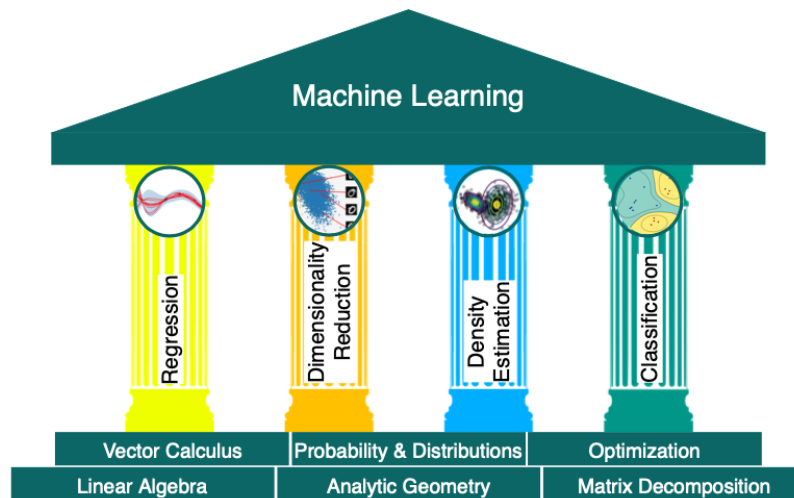 Machine Learning
Regression
Dimensionality
Reduction
Density
Estimation
Classification
Vector Calculus
Probability & Distributions
Optimization
Linear Algebra
Analytic Geometry
Matrix Decomposition